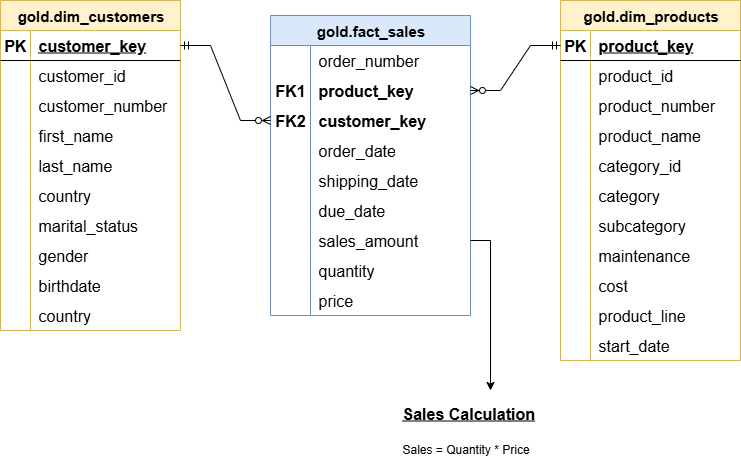 gold.dim_customers
PK customer_key
customer_id
customer_number
first_name
last_name
country
marital_status
gender
birthdate
country
gold.fact_sales
order_number
FK1 product_key
FK2 customer_key
order_date
shipping_date
due_date
sales_amount
quantity
price
gold.dim_products
PK product_key
product_id
product_number
product_name
category_id
category
subcategory
maintenance
cost
product_line
start_date
Sales Calculation
Sales = Quantity * Price